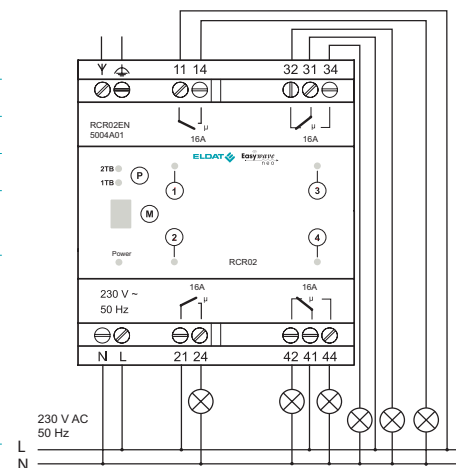 11 14 32 31 34
RCR02EN
5004A01
µ
16A
µ
16A
ELDAT Easywave
neo
2TB
1TB
P
1
3
M
2
4
Power
RCR02
230 V ~
50 Hz
16A
µ
16A
µ
N L 21 24 42 41 44
230 V AC
50 Hz
L
N